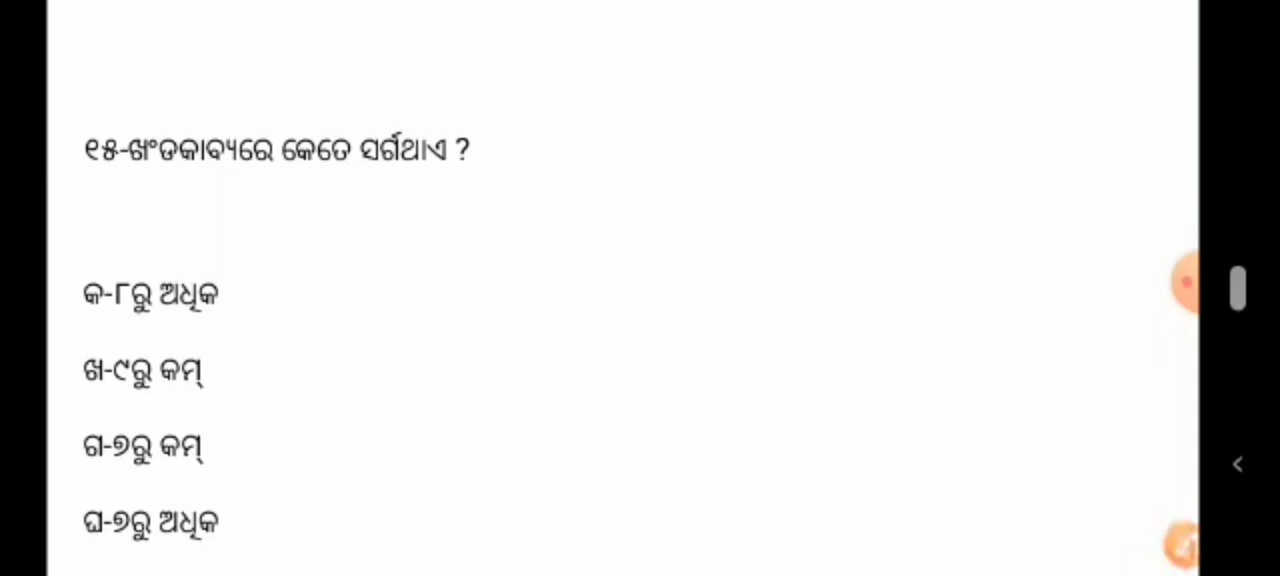 ୧୫-ଖଂଡକାବ୍ୟରେ କେତେ ସର୍ଗଥାଏ ?
କ-୮ରୁ ଅଧିକ
ଖ-୯ରୁ କମ୍
ଗ-୭ରୁ କମ୍
ଘ-୭ରୁ ଅଧିକ